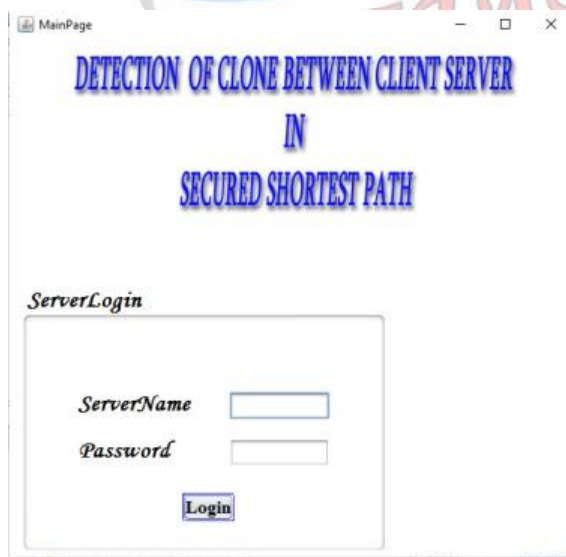 MainPage
DETECTION OF CLONE BETWEEN CLIENT SERVER
IN
SECURED SHORTEST PATH
ServerLogin
ServerName
Password
Login